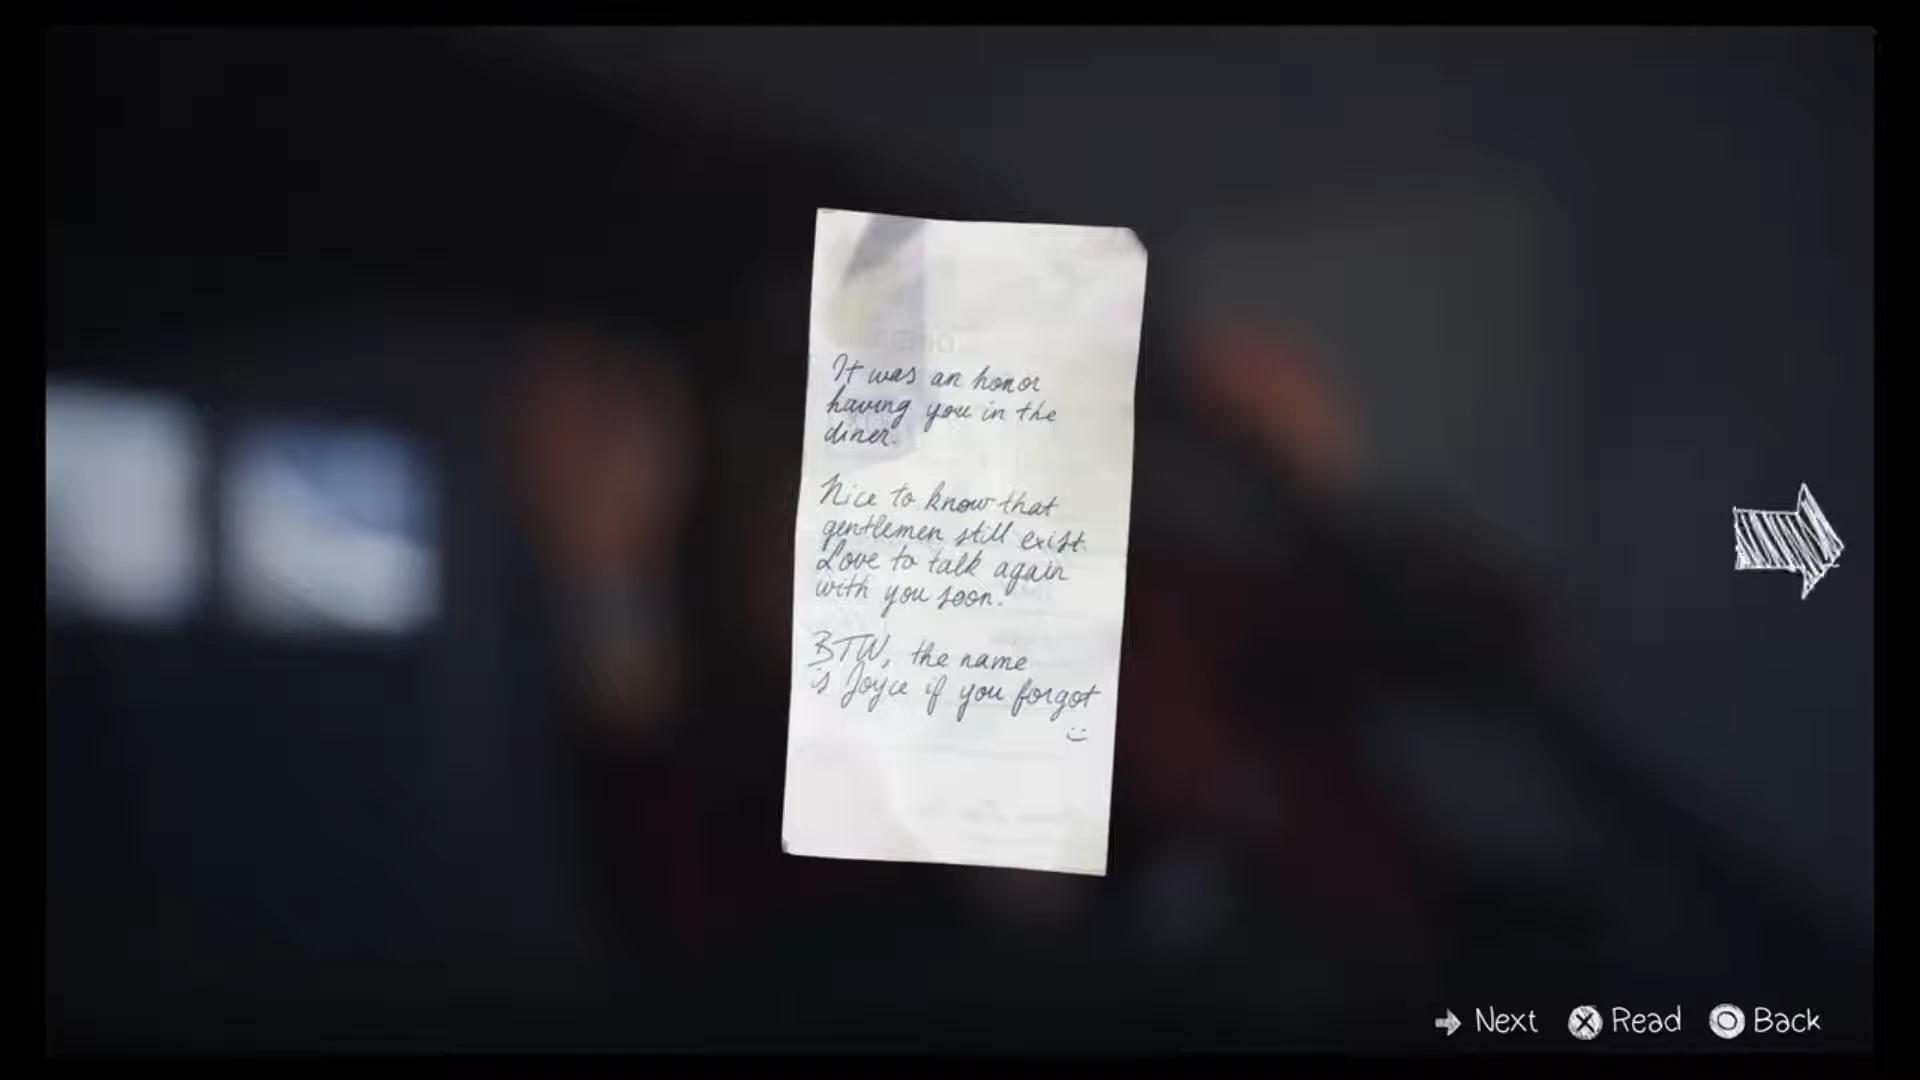 It was an honor
having you in the
diner.
Nice to know that
gentlemen still exist.
Love to talk again
with you soon.
BTW, the name
is Joyce if you forgot
Next Read Back